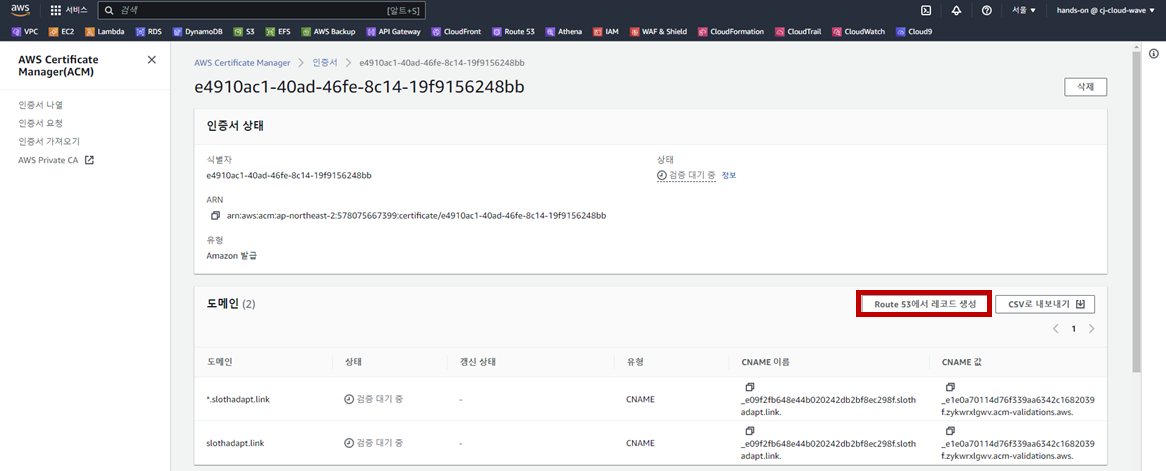 aws 서비스 검색 [알트+S] 서울 hands-on @ cj-cloud-wave
VPC EC2 Lambda RDS DynamoDB S3 EFS AWS Backup API Gateway CloudFront Route 53 Athena IAM WAF & Shield CloudFormation CloudTrail CloudWatch Cloud9
AWS Certificate
Manager(ACM)
인증서 나열
인증서 요청
인증서 가져오기
AWS Private CA
AWS Certificate Manager > 인증서 > e4910ac1-40ad-46fe-8c14-19f9156248bb
e4910ac1-40ad-46fe-8c14-19f9156248bb 삭제
인증서 상태
식별자 상태
e4910ac1-40ad-46fe-8c14-19f9156248bb 검증 대기 중 정보
ARN
arn:aws:acm:ap-northeast-2:578075667399:certificate/e4910ac1-40ad-46fe-8c14-19f9156248bb
유형
Amazon 발급
도메인 (2) Route 53에서 레코드 생성 CSV로 내보내기
< 1 >
도메인 상태 갱신 상태 유형 CNAME 이름 CNAME 값
*.slothadapt.link 검증 대기 중 - CNAME _e09f2fb648e44b020242db2bf8ec298f.sloth _e1e0a70114d76f339aa6342c1682039
adapt.link. f.zykwrxlgwv.acm-validations.aws.
slothadapt.link 검증 대기 중 - CNAME _e09f2fb648e44b020242db2bf8ec298f.sloth _e1e0a70114d76f339aa6342c1682039
adapt.link. f.zykwrxlgwv.acm-validations.aws.